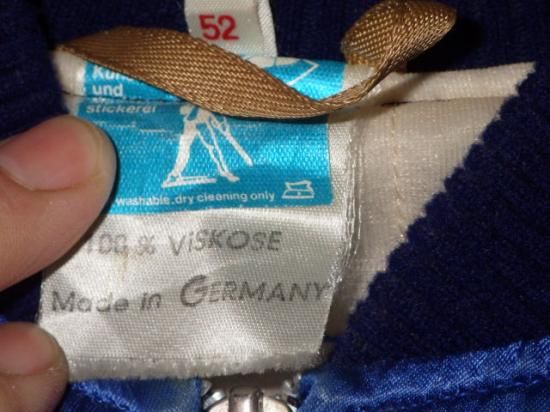 52
und
stickerei
washable.dry cleaning only
100 % ViSKOSE
Made in GERMANY